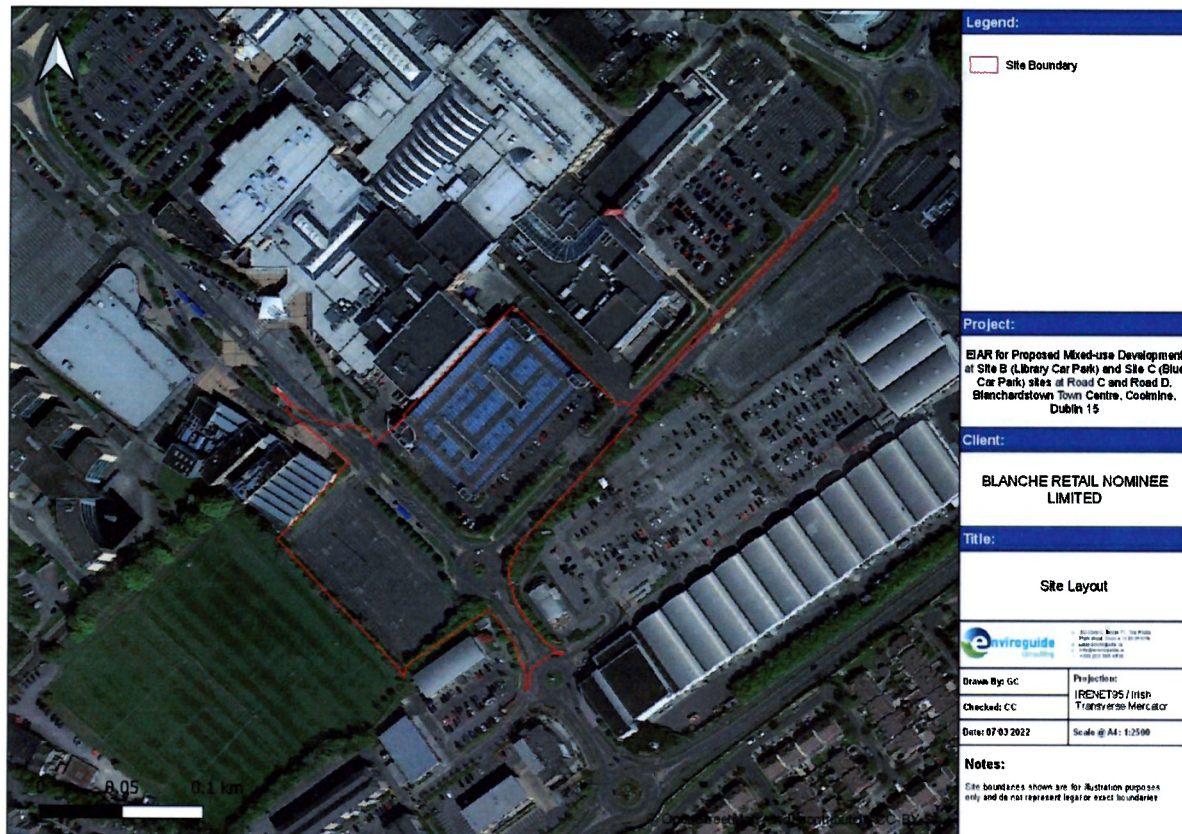 Legend:
Site Boundary
Project:
EIAR for Proposed Mixed-use Development
at Site B (Library Car Park) and Site C (Blue
Car Park) sites at Road C and Road D,
Blanchardstown Town Centre, Coolmine,
Dublin 15
Client:
BLANCHE RETAIL NOMINEE
LIMITED
Title:
Site Layout
enviroguide
consulting
Drawn By: GC
Checked: CC
Date: 07 03 2022
Projection:
IRENET95 / Irish
Transverse Mercator
Scale @ A4: 1:2500
Notes:
Site boundaries shown are for illustration purposes
only and do not represent legal or exact boundaries
0 0.05 0.1 km